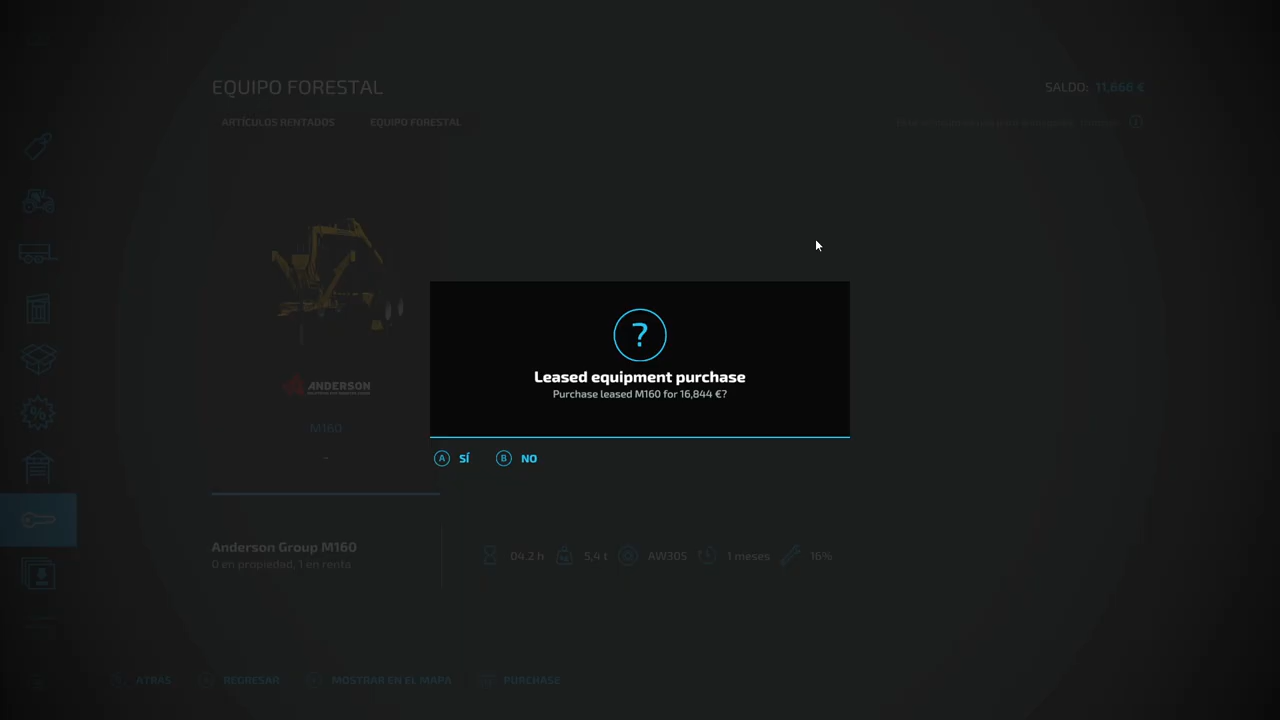 EQUIPO FORESTAL
SALDO: 11,666 €
ARTÍCULOS RENTADOS EQUIPO FORESTAL
ANDERSON
M160
-
Leased equipment purchase
Purchase leased M160 for 16,844 €?
A SÍ B NO
Anderson Group M160
0 en propiedad, 1 en renta
04.2 h 5,4 t AW305 1 meses 16%
ATRÁS REGRESAR MOSTRAR EN EL MAPA PURCHASE